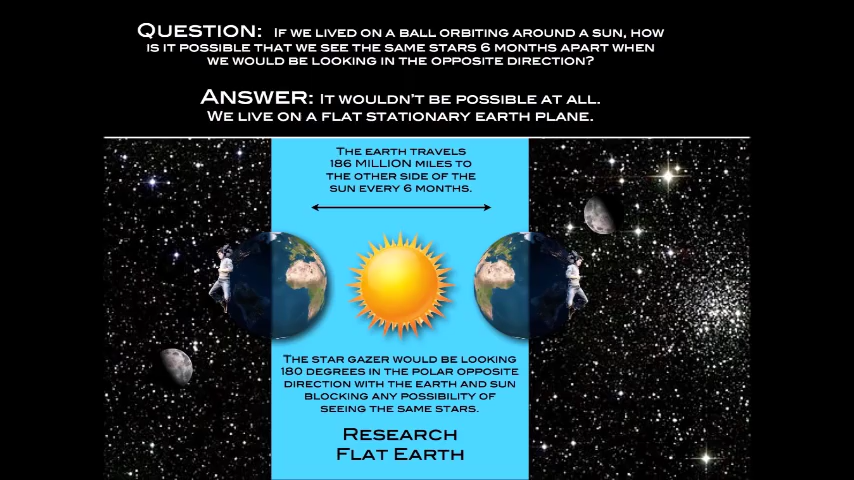 Question: If we lived on a ball orbiting around a sun, how
is it possible that we see the same stars 6 months apart when
we would be looking in the opposite direction?
Answer: It wouldn't be possible at all.
We live on a flat stationary earth plane.
The earth travels
186 million miles to
the other side of the
sun every 6 months.
The star gazer would be looking
180 degrees in the polar opposite
direction with the earth and sun
blocking any possibility of
seeing the same stars.
Research
Flat Earth